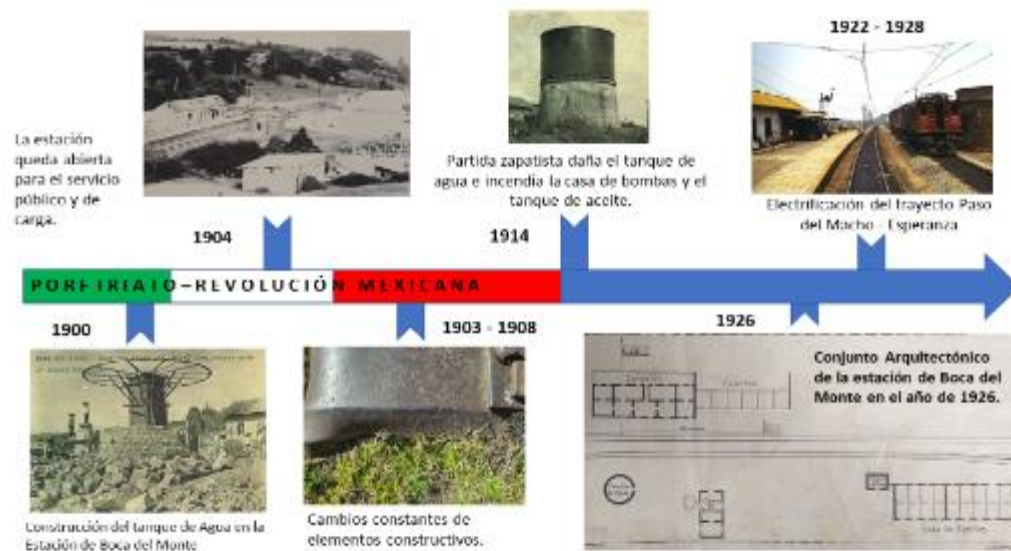 1922 - 1928
La estación
queda abierta
para el servicio
público y de
carga.
Partida zapatista daña el tanque de
agua e incendia la casa de bombas y el
tanque de aceite.
Electrificación del trayecto Paso
del Macho - Esperanza
1904
1914
PORFIRIATO–REVOLUCIÓN MEXICANA
1900
1903 - 1908
1926
Conjunto Arquitectónico
de la estación de Boca del
Monte en el año de 1926.
Construcción del tanque de Agua en la
Estación de Boca del Monte
Cambios constantes de
elementos constructivos.